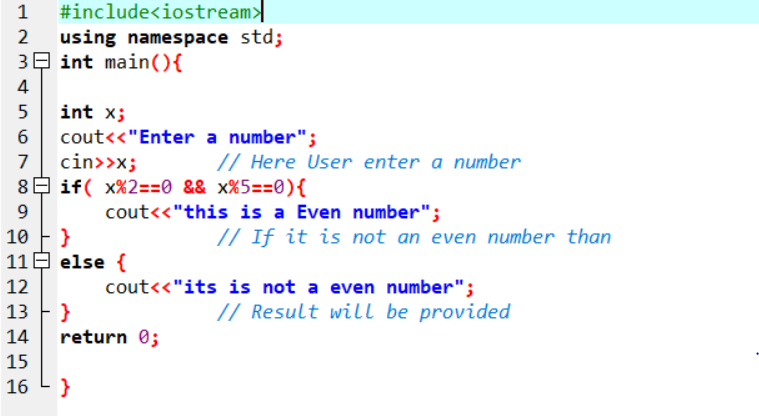 1 #include<iostream>
2 using namespace std;
3 int main(){
4
5 int x;
6 cout<<"Enter a number";
7 cin>>x; // Here User enter a number
8 if( x%2==0 && x%5==0){
9 cout<<"this is a Even number";
10 } // If it is not an even number than
11 else {
12 cout<<"its is not a even number";
13 } // Result will be provided
14 return 0;
15
16 }